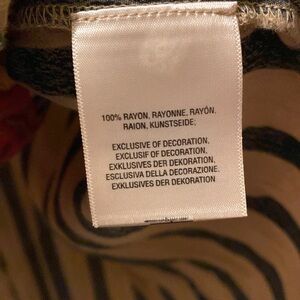 100% RAYON, RAYONNE, RAYÓN,
RAION, KUNSTSEIDE;
EXCLUSIVE OF DECORATION.
EXCLUSIF OF DECORATION.
EXKLUSIVES DER DEKORATION.
ESCLUSIVA DELLA DECORAZIONE.
EXKLUSIVES DER DEKORATION